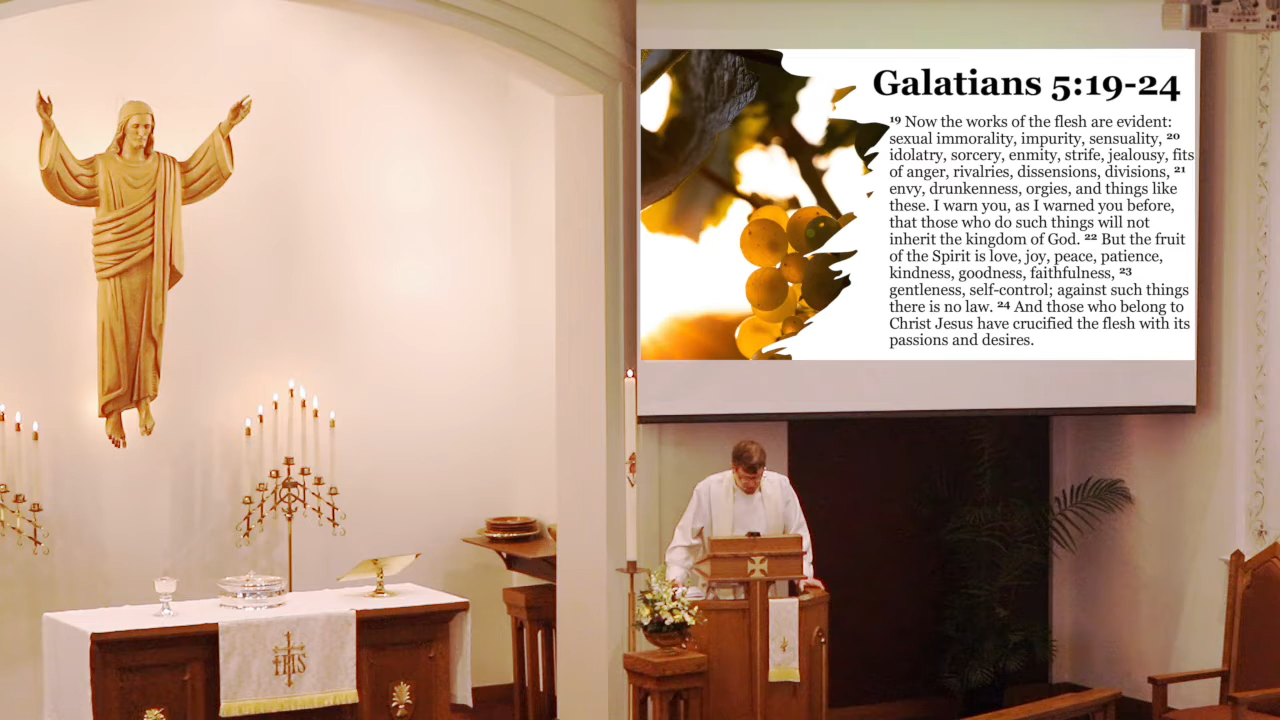 Galatians 5:19-24
19 Now the works of the flesh are evident:
sexual immorality, impurity, sensuality, 20
idolatry, sorcery, enmity, strife, jealousy, fits
of anger, rivalries, dissensions, divisions, 21
envy, drunkenness, orgies, and things like
these. I warn you, as I warned you before,
that those who do such things will not
inherit the kingdom of God. 22 But the fruit
of the Spirit is love, joy, peace, patience,
kindness, goodness, faithfulness, 23
gentleness, self-control; against such things
there is no law. 24 And those who belong to
Christ Jesus have crucified the flesh with its
passions and desires.
IHS